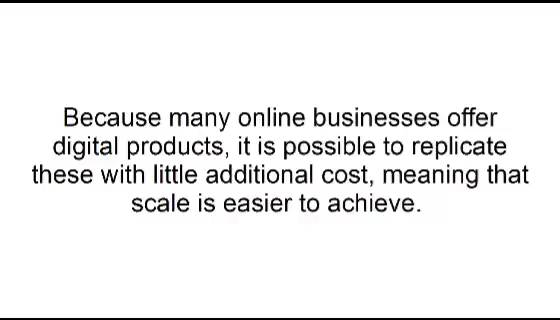 Because many online businesses offer
digital products, it is possible to replicate
these with little additional cost, meaning that
scale is easier to achieve.